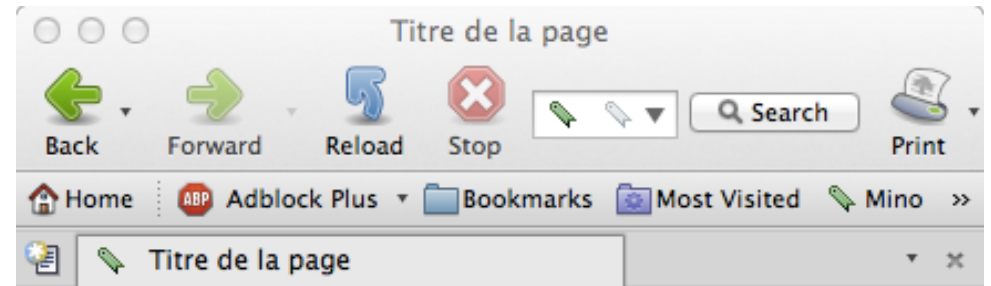 Titre de la page
Search
Back Forward Reload Stop Print
Home ABP Adblock Plus Bookmarks Most Visited Mino »
Titre de la page